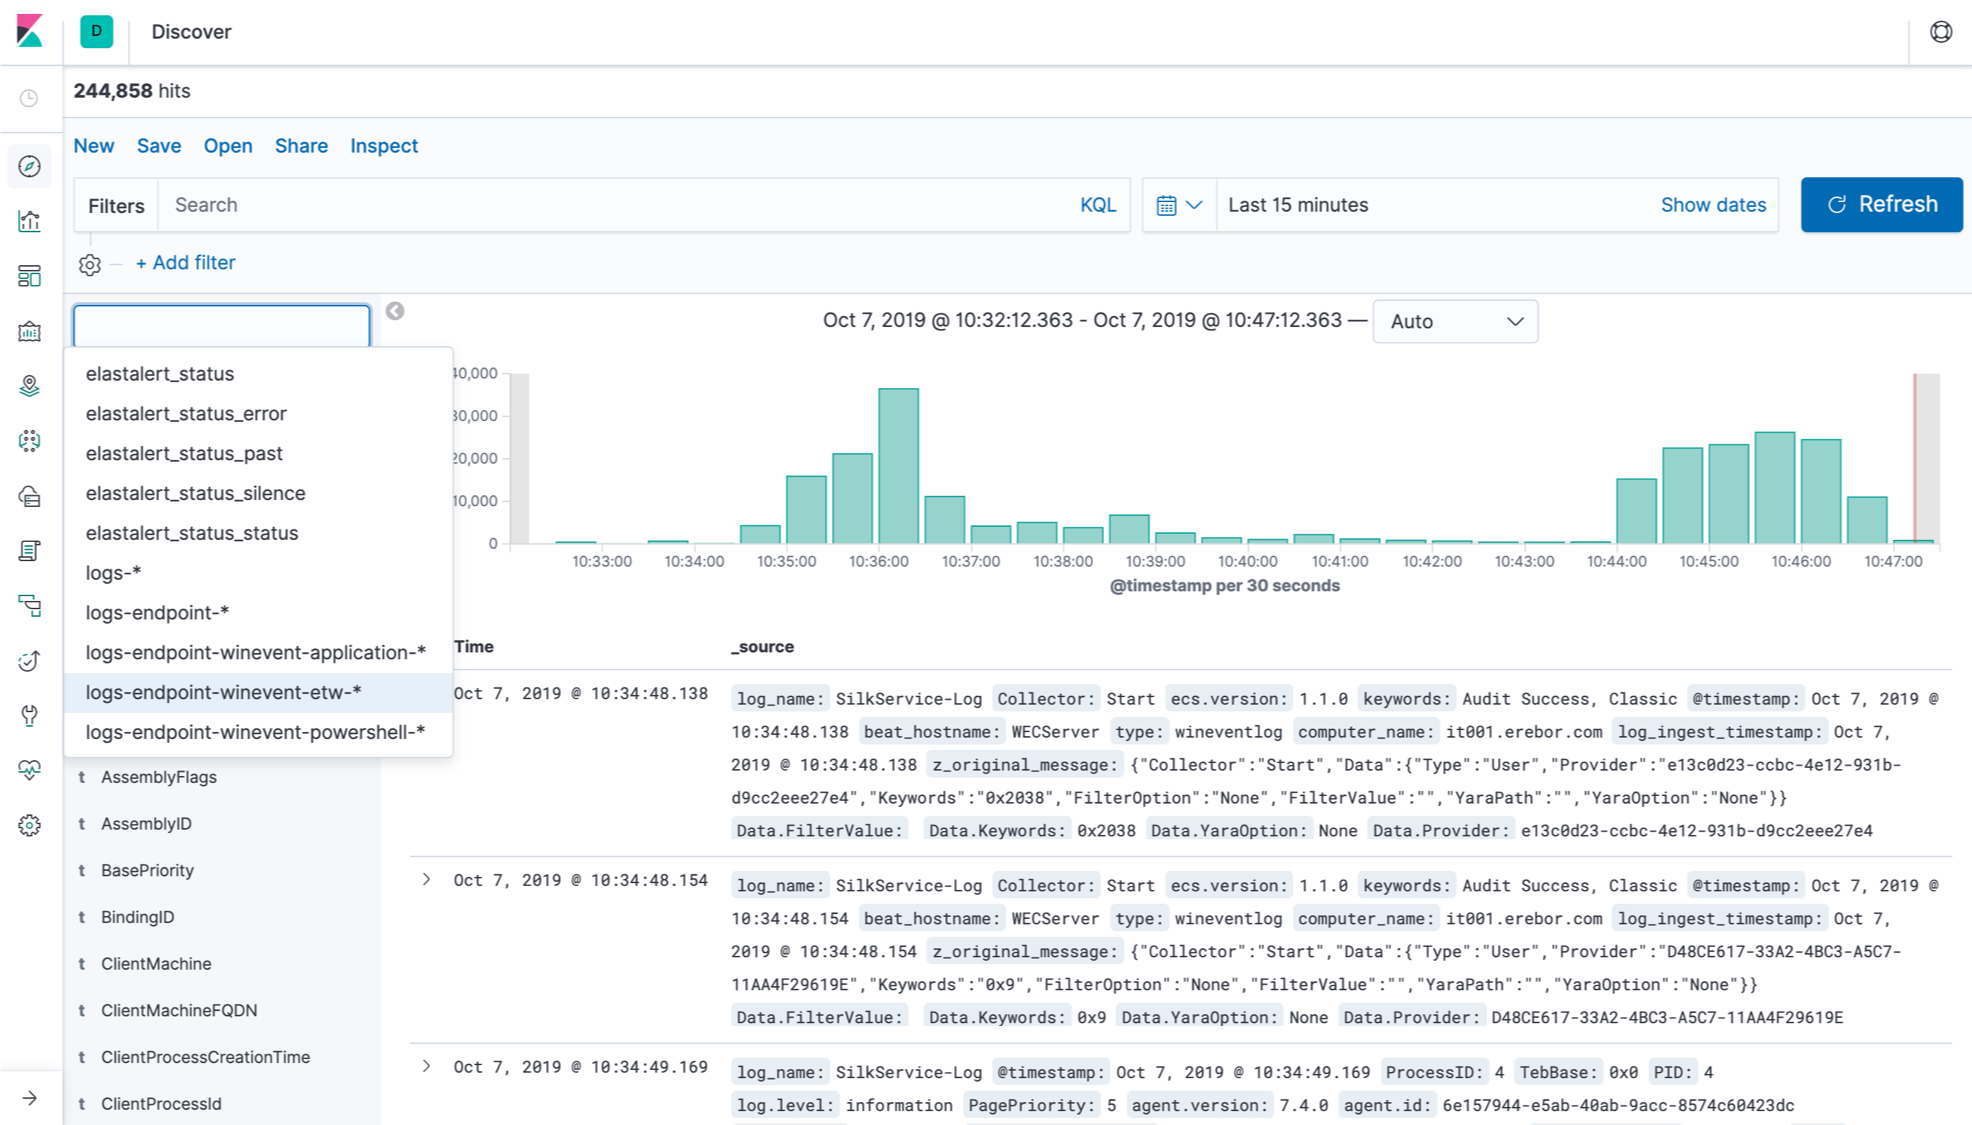 D Discover
244,858 hits
New Save Open Share Inspect
Filters Search KQL Last 15 minutes Show dates Refresh
+ Add filter
Oct 7, 2019 @ 10:32:12.363 - Oct 7, 2019 @ 10:47:12.363 — Auto
elastalert_status
elastalert_status_error
elastalert_status_past
elastalert_status_silence
elastalert_status_status
logs-*
logs-endpoint-*
logs-endpoint-winevent-application-*
logs-endpoint-winevent-etw-*
logs-endpoint-winevent-powershell-*
AssemblyFlags
t AssemblyID
t BasePriority
t BindingID
t ClientMachine
t ClientMachineFQDN
t ClientProcessCreationTime
t ClientProcessId
40,000
30,000
20,000
10,000
0
10:33:00 10:34:00 10:35:00 10:36:00 10:37:00 10:38:00 10:39:00 10:40:00 10:41:00 10:42:00 10:43:00 10:44:00 10:45:00 10:46:00 10:47:00
@timestamp per 30 seconds
Time _source
Oct 7, 2019 @ 10:34:48.138 log_name: SilkService-Log Collector: Start ecs.version: 1.1.0 keywords: Audit Success, Classic @timestamp: Oct 7, 2019 @
10:34:48.138 beat_hostname: WECServer type: wineventlog computer_name: it001.erebor.com log_ingest_timestamp: Oct 7,
2019 @ 10:34:48.138 z_original_message: {"Collector":"Start","Data":{"Type":"User","Provider":"e13c0d23-ccbc-4e12-931b-
d9cc2eee27e4","Keywords":"0x2038","FilterOption":"None","FilterValue":"","YaraPath":"","YaraOption":"None"}}
Data.FilterValue: Data.Keywords: 0x2038 Data.YaraOption: None Data.Provider: e13c0d23-ccbc-4e12-931b-d9cc2eee27e4
Oct 7, 2019 @ 10:34:48.154 log_name: SilkService-Log Collector: Start ecs.version: 1.1.0 keywords: Audit Success, Classic @timestamp: Oct 7, 2019 @
10:34:48.154 beat_hostname: WECServer type: wineventlog computer_name: it001.erebor.com log_ingest_timestamp: Oct 7,
2019 @ 10:34:48.154 z_original_message: {"Collector":"Start","Data":{"Type":"User","Provider":"D48CE617-33A2-4BC3-A5C7-
11AA4F29619E","Keywords":"0x9","FilterOption":"None","FilterValue":"","YaraPath":"","YaraOption":"None"}}
Data.FilterValue: Data.Keywords: 0x9 Data.YaraOption: None Data.Provider: D48CE617-33A2-4BC3-A5C7-11AA4F29619E
Oct 7, 2019 @ 10:34:49.169 log_name: SilkService-Log @timestamp: Oct 7, 2019 @ 10:34:49.169 ProcessID: 4 TebBase: 0x0 PID: 4
log.level: information PagePriority: 5 agent.version: 7.4.0 agent.id: 6e157944-e5ab-40ab-9acc-8574c60423dc